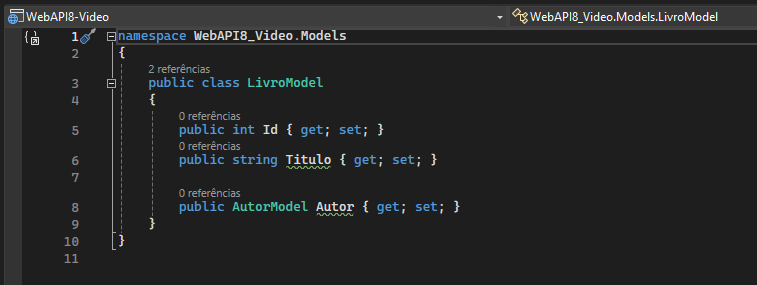 WebAPI8-Video WebAPI8_Video.Models.LivroModel
1 namespace WebAPI8_Video.Models
2 {
2 referências
3 public class LivroModel
4 {
0 referências
5 public int Id { get; set; }
0 referências
6 public string Titulo { get; set; }
7
0 referências
8 public AutorModel Autor { get; set; }
9 }
10 }
11